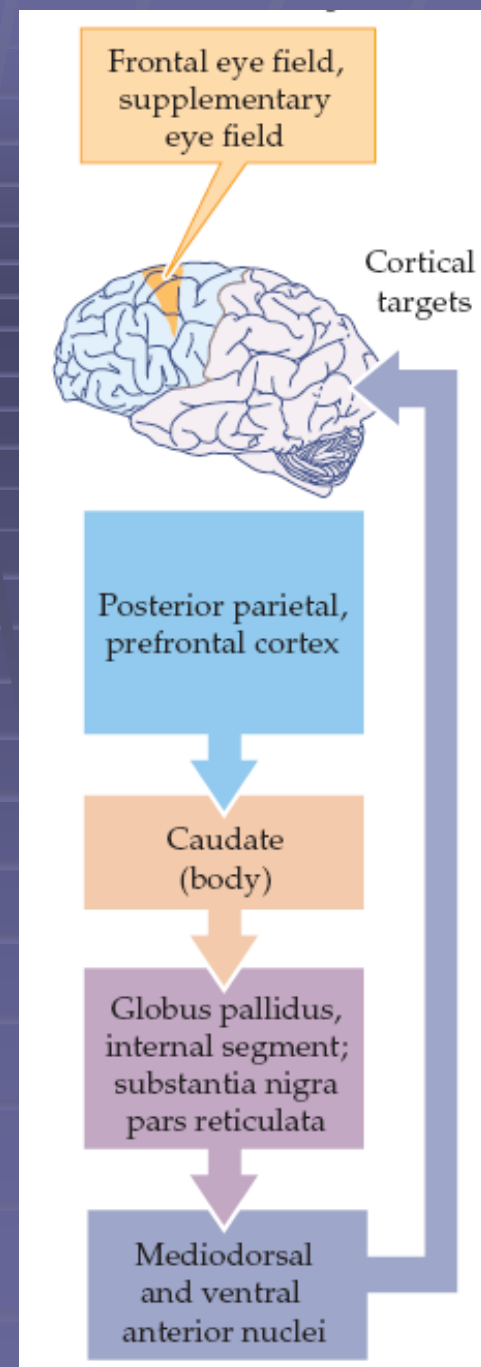 Frontal eye field,
supplementary
eye field
Cortical
targets
Posterior parietal,
prefrontal cortex
Caudate
(body)
Globus pallidus,
internal segment;
substantia nigra
pars reticulata
Mediodorsal
and ventral
anterior nuclei